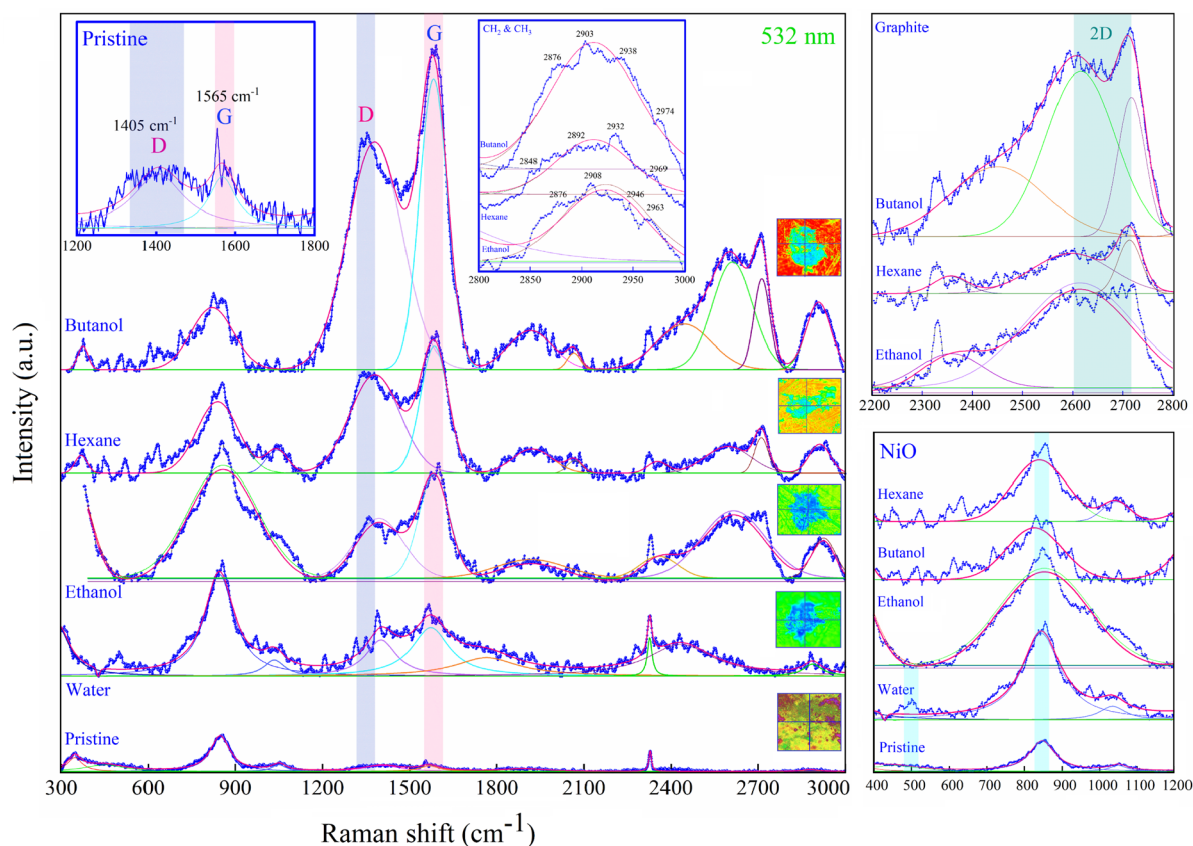 Pristine
1405 cm-1
D
1565 cm-1
G
1200 1400 1600 1800
D
G
CH2 & CH3
2903
2876 2938
2974
Butanol
2892 2932
2848
2969
2908
2876 2946
2963
Hexane
Ethanol
2800 2850 2900 2950 3000
532 nm
Butanol
Hexane
Ethanol
Water
Pristine
300 600 900 1200 1500 1800 2100 2400 2700 3000
Intensity (a.u.)
Raman shift (cm-1)
Graphite
2D
Butanol
Hexane
Ethanol
2200 2300 2400 2500 2600 2700 2800
NiO
Hexane
Butanol
Ethanol
Water
Pristine
400 500 600 700 800 900 1000 1100 1200